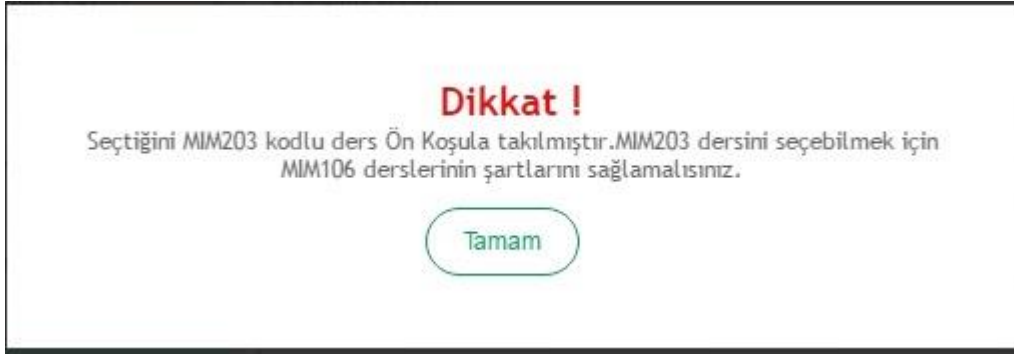 Dikkat !
Seçtiğini MIM203 kodlu ders Ön Koşula takılmıştır.MIM203 dersini seçebilmek için
MIM106 derslerinin şartlarını sağlamalısınız.
Tamam